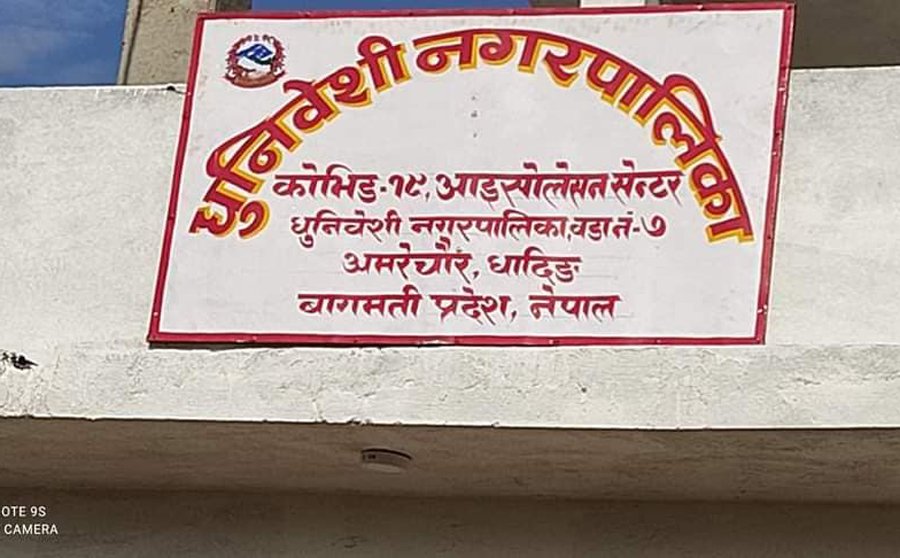 धुनिवेशी नगरपालिका
कोभिड-१९, आइसोलेसन सेन्टर
धुनिवेशी नगरपालिका, वडा नं-७
अमरेचौर, धादिङ
बागमती प्रदेश, नेपाल
OTE 9S
CAMERA